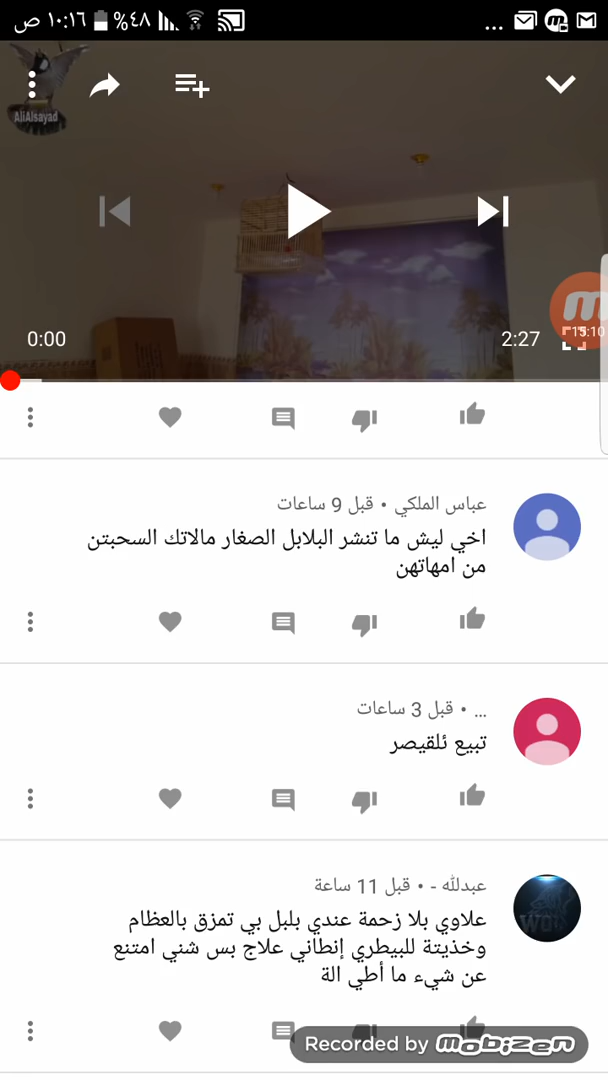 ١٠:١٦ ص
٤٨%
...
AliAlsayad
0:00
2:27
15:10
عباس الملكي • قبل 9 ساعات
اخي ليش ما تنشر البلابل الصغار مالاتك السحبتن
من امهاتهن
... • قبل 3 ساعات
تبيع ئلقيصر
عبدلله - • قبل 11 ساعة
علاوي بلا زحمة عندي بلبل بي تمزق بالعظام
وخذيتة للبيطري إنطاني علاج بس شني امتنع
عن شيء ما أطي الة
Recorded by mobizen